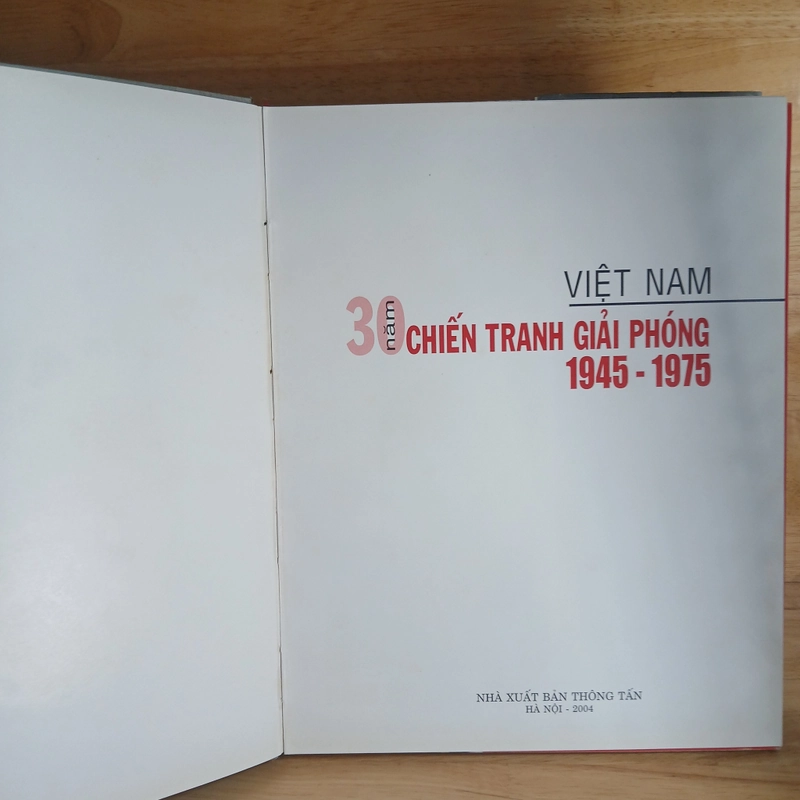 VIỆT NAM
30 năm CHIẾN TRANH GIẢI PHÓNG
1945 - 1975
NHÀ XUẤT BẢN THÔNG TẤN
HÀ NỘI - 2004